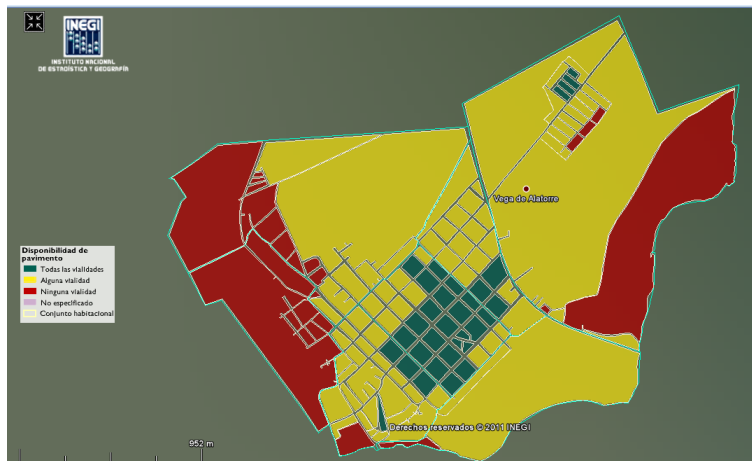 INEGI
INSTITUTO NACIONAL
DE ESTADÍSTICA Y GEOGRAFÍA
Vega de Alatorre
Disponibilidad de
pavimento
Todas las vialidades
Alguna vialidad
Ninguna vialidad
No especificado
Conjunto habitacional
Derechos reservados © 2011 INEGI
952 m